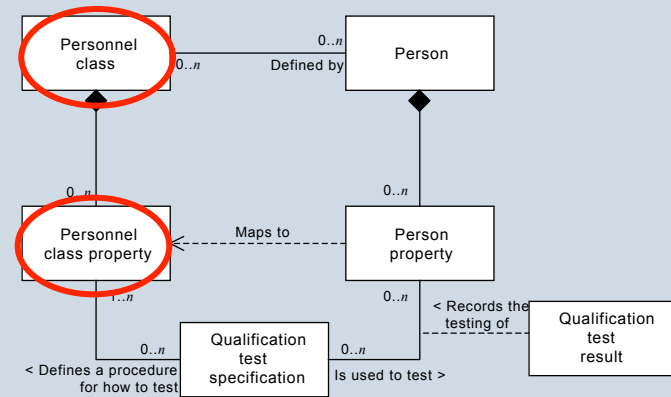 Personnel
class
0..n
0..n
Defined by
Person
0..n
0..n
Personnel
class property
Maps to
Person
property
1..n
0..n
< Records the
testing of
Qualification
test
result
0..n
Qualification
test
specification
0..n
< Defines a procedure
for how to test
Is used to test >